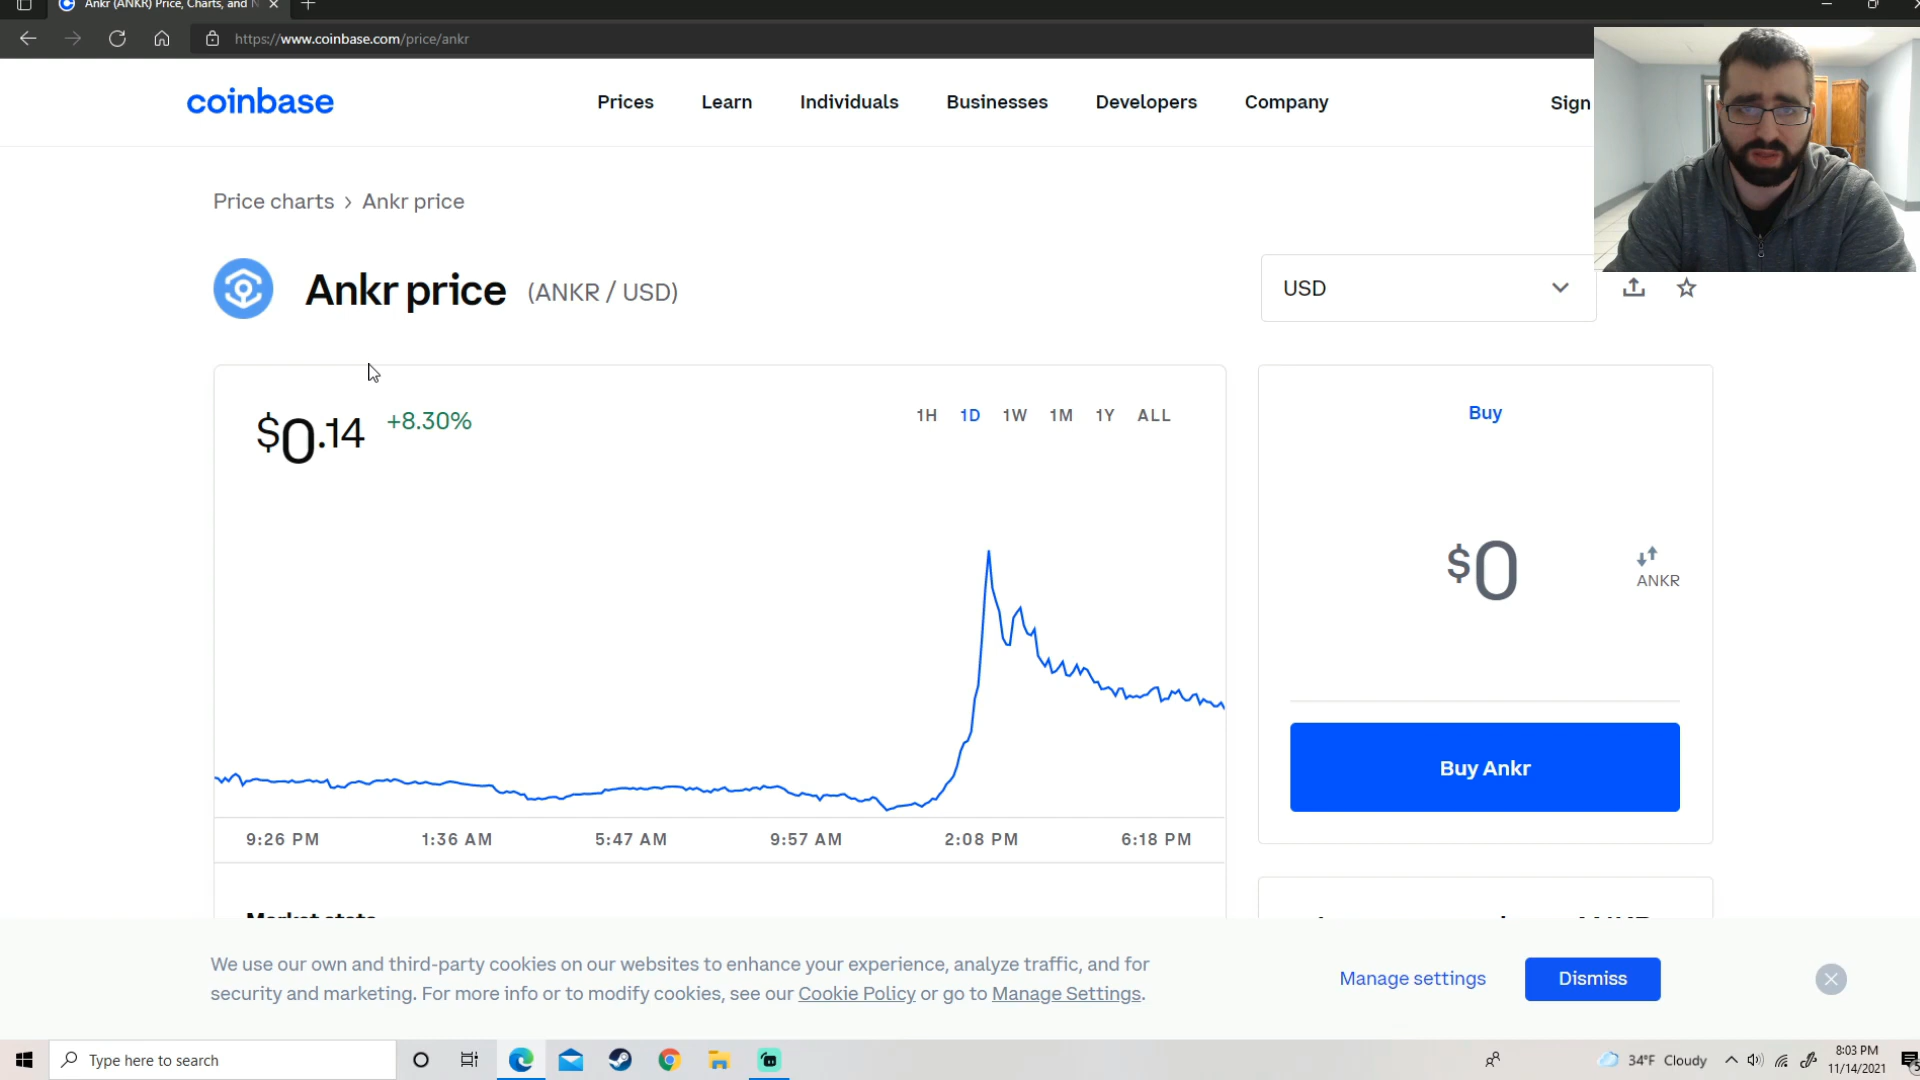 Ankr (ANKR) Price, Charts, and N
https://www.coinbase.com/price/ankr
coinbase
Prices
Learn
Individuals
Businesses
Developers
Company
Sign
Price charts › Ankr price
Ankr price (ANKR / USD)
USD
$0.14 +8.30%
1H 1D 1W 1M 1Y ALL
Buy
$0
ANKR
Buy Ankr
9:26 PM 1:36 AM 5:47 AM 9:57 AM 2:08 PM 6:18 PM
Market stats
We use our own and third-party cookies on our websites to enhance your experience, analyze traffic, and for
security and marketing. For more info or to modify cookies, see our Cookie Policy or go to Manage Settings.
Manage settings
Dismiss
Type here to search
34°F Cloudy
8:03 PM
11/14/2021